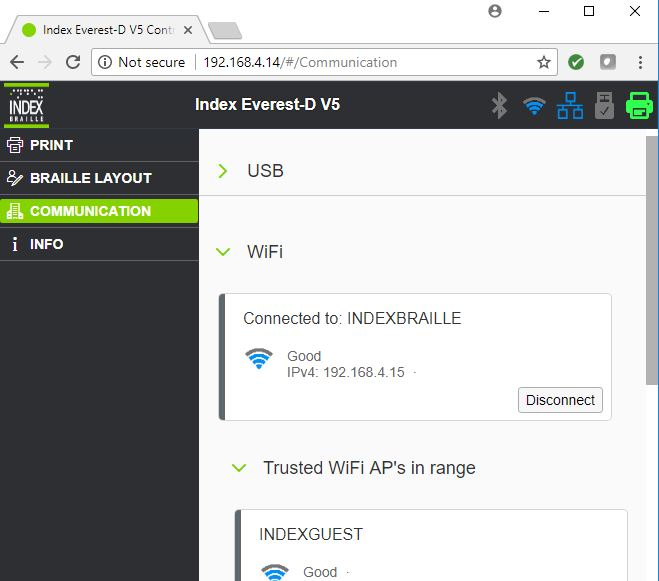 Index Everest-D V5 Contr
Not secure 192.168.4.14/#/Communication
INDEX
BRAILLE
Index Everest-D V5
PRINT
BRAILLE LAYOUT
COMMUNICATION
INFO
USB
WiFi
Connected to: INDEXBRAILLE
Good
IPv4: 192.168.4.15 ·
Disconnect
Trusted WiFi AP's in range
INDEXGUEST
Good ·